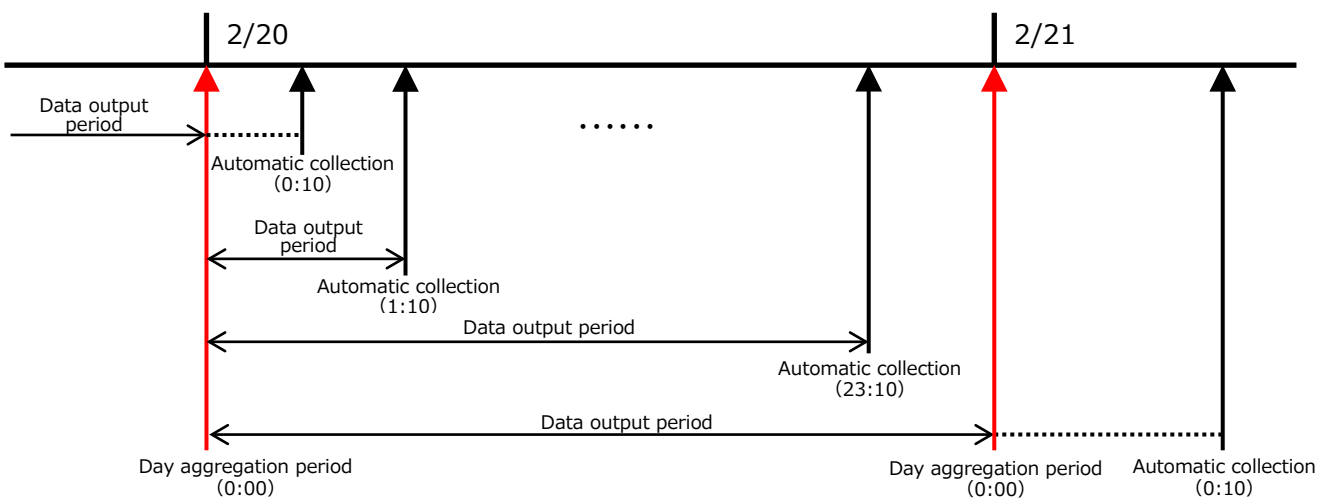 2/20
2/21
Data output
period
......
Automatic collection
(0:10)
Data output
period
Automatic collection
(1:10)
Data output period
Automatic collection
(23:10)
Data output period
Day aggregation period
(0:00)
Day aggregation period
(0:00)
Automatic collection
(0:10)